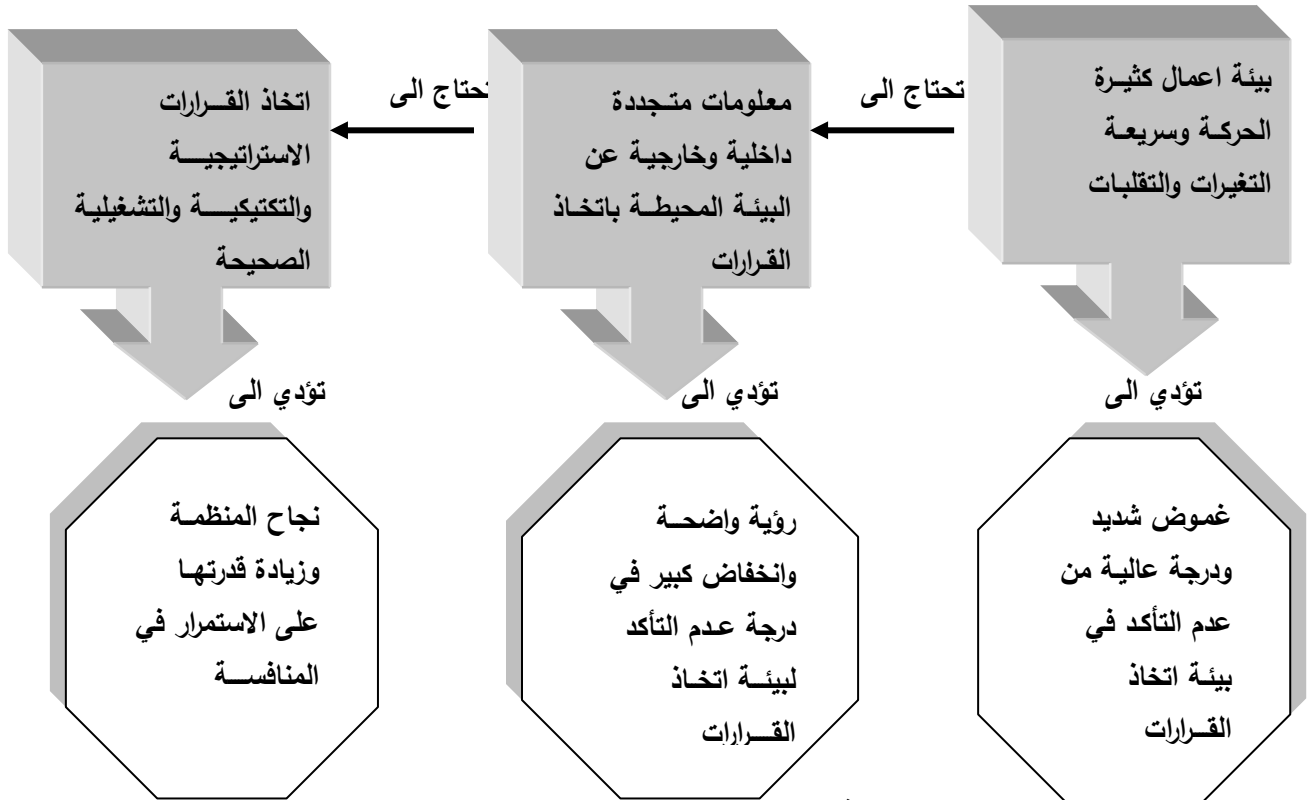 بيئة اعمال كثيرة
الحركة وسريعة
التغيرات والتقلبات
تحتاج الى
معلومات متجددة
داخلية وخارجية عن
البيئة المحيطة باتخاذ
القرارات
تحتاج الى
اتخاذ القرارات
الاستراتيجية
والتكتيكية والتشغيلية
الصحيحة
تؤدي الى
تؤدي الى
تؤدي الى
غموض شديد
ودرجة عالية من
عدم التأكد في
بيئة اتخاذ
القرارات
رؤية واضحة
وانخفاض كبير في
درجة عدم التأكد
لبيئة اتخاذ
القرارات
نجاح المنظمة
وزيادة قدرتها
على الاستمرار في
المنافسة